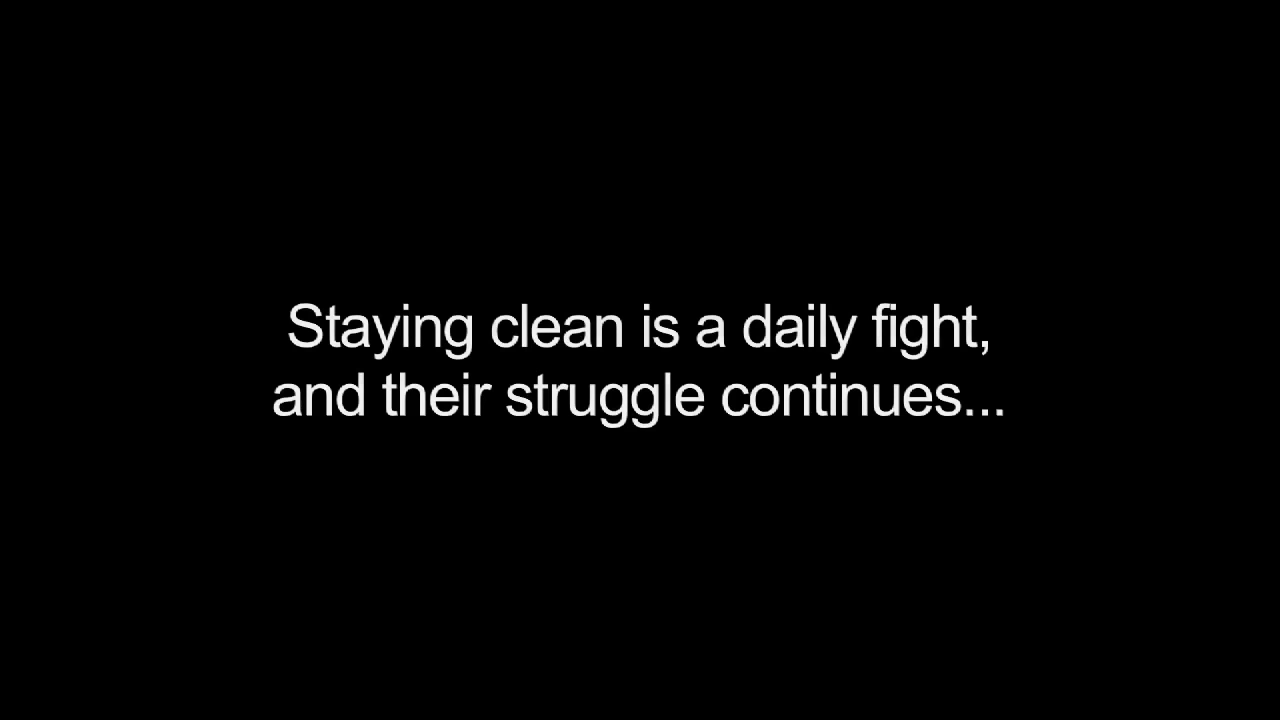 Staying clean is a daily fight,
and their struggle continues...